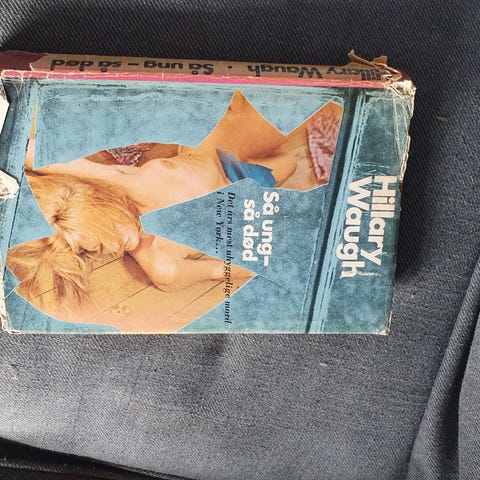 Hillary Waugh · Så ung – så død
Hillary
Waugh
Så ung–
så død
Det års mest uhyggelige mord
i New York...